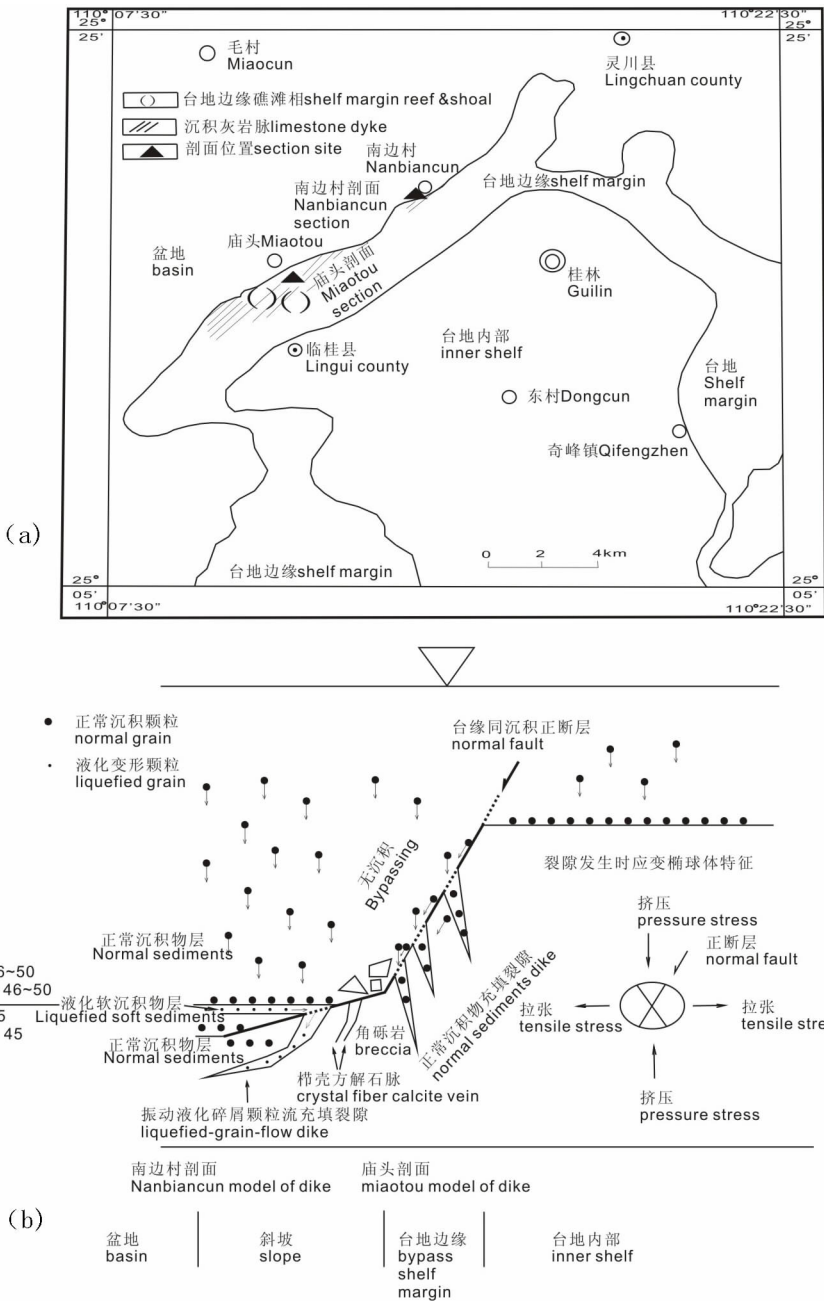 110°07'30"
110°22'30"
25°
25'
25°
25'
毛村
Miaocun
灵川县
Lingchuan county
台地边缘礁滩相shelf margin reef &shoal
沉积灰岩脉limestone dyke
剖面位置section site
南边村
Nanbiancun
台地边缘shelf margin
南边村剖面
Nanbiancun
section
庙头Miaotou
盆地
basin
庙头剖面
Miaotou
section
桂林
Guilin
临桂县
Lingui county
台地内部
inner shelf
台地
Shelf
margin
东村Dongcun
奇峰镇Qifengzhen
(a)
0 2 4km
台地边缘shelf margin
25°
05'
25°
05'
110°07'30"
110°22'30"
正常沉积颗粒
normal grain
液化变形颗粒
liquefied grain
台缘同沉积正断层
normal fault
无沉积
Bypassing
裂隙发生时应变椭球体特征
挤压
pressure stress
正断层
normal fault
正常沉积物层
Normal sediments
6~50
46~50
5
45
液化软沉积物层
Liquefied soft sediments
正常沉积物层
Normal sediments
角砾岩
breccia
正常沉积物充填裂隙
normal sediments dike
拉张
tensile stress
拉张
tensile stre
栉壳方解石脉
crystal fiber calcite vein
挤压
pressure stress
振动液化碎屑颗粒流充填裂隙
liquefied-grain-flow dike
南边村剖面
Nanbiancun model of dike
庙头剖面
miaotou model of dike
(b)
盆地
basin
斜坡
slope
台地边缘
bypass
shelf
margin
台地内部
inner shelf